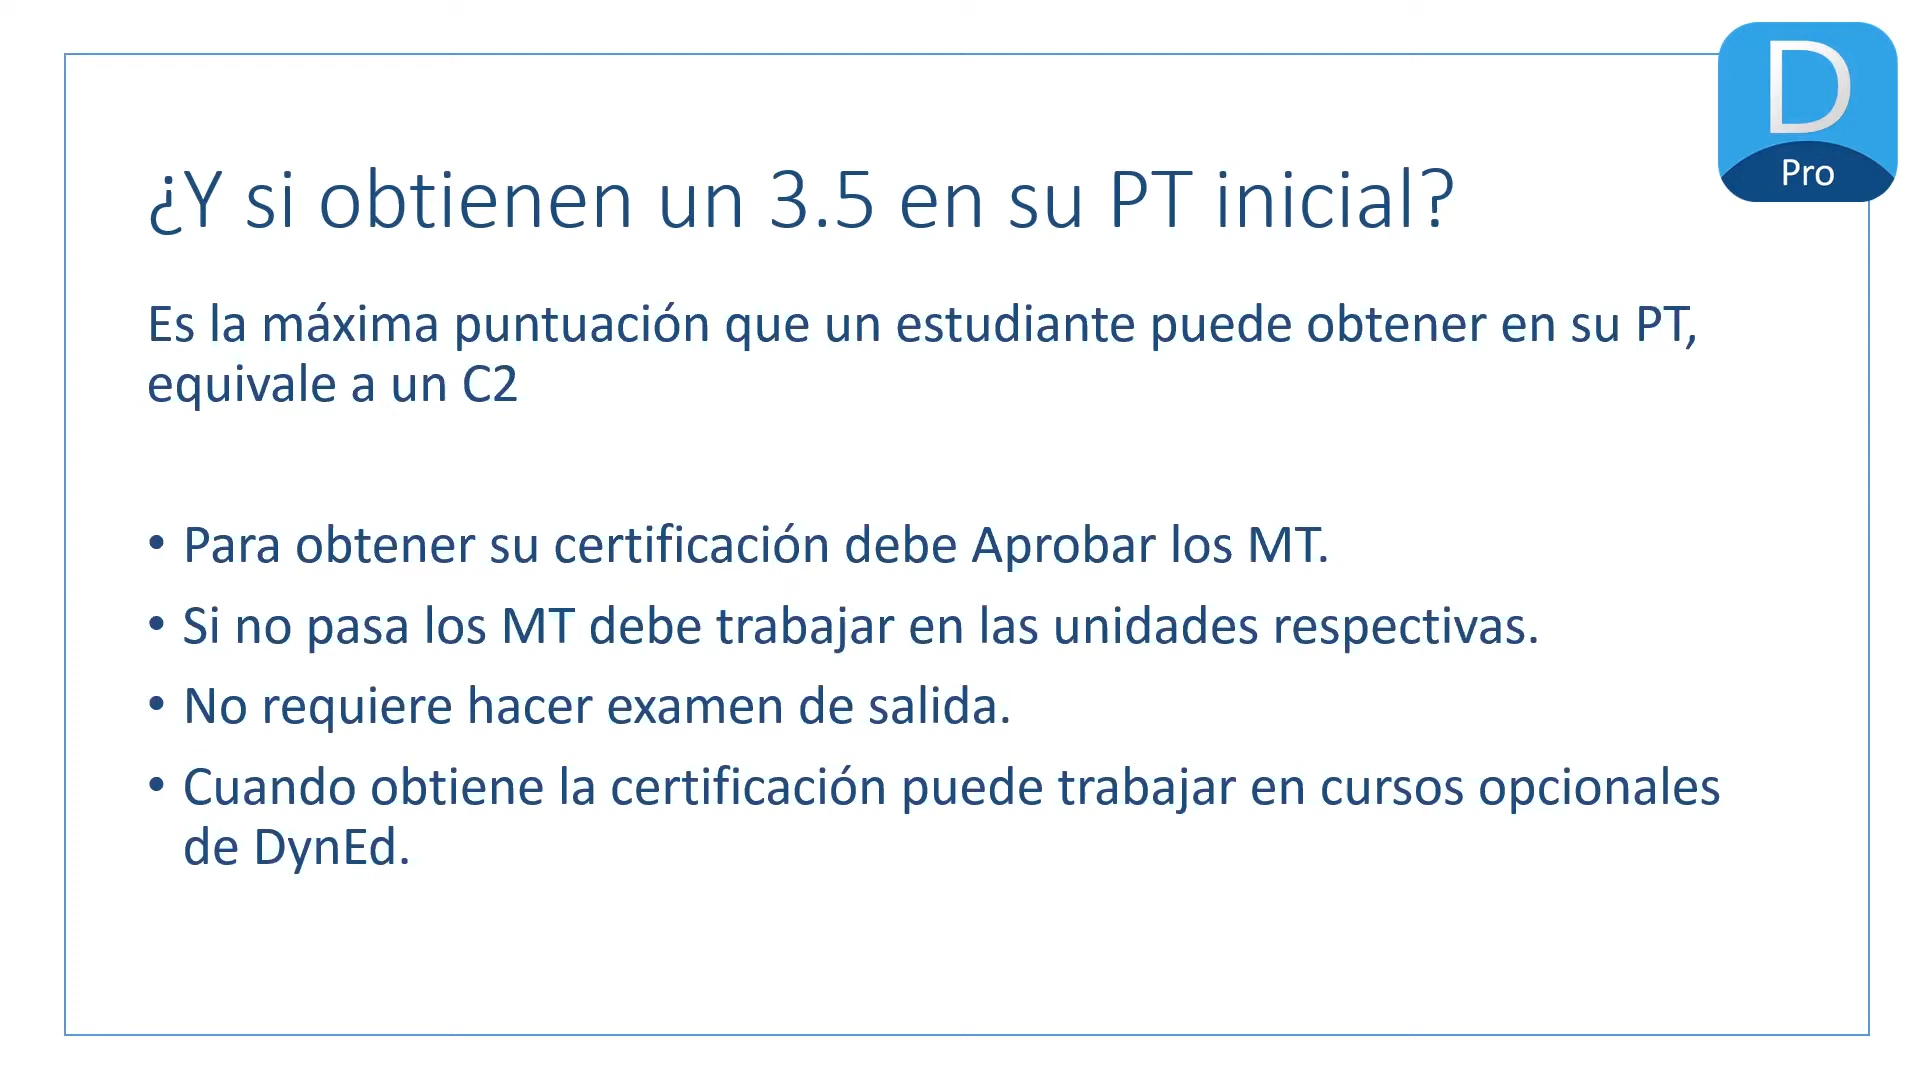 D
Pro
¿Y si obtienen un 3.5 en su PT inicial?
Es la máxima puntuación que un estudiante puede obtener en su PT,
equivale a un C2
• Para obtener su certificación debe Aprobar los MT.
• Si no pasa los MT debe trabajar en las unidades respectivas.
• No requiere hacer examen de salida.
• Cuando obtiene la certificación puede trabajar en cursos opcionales
de DynEd.